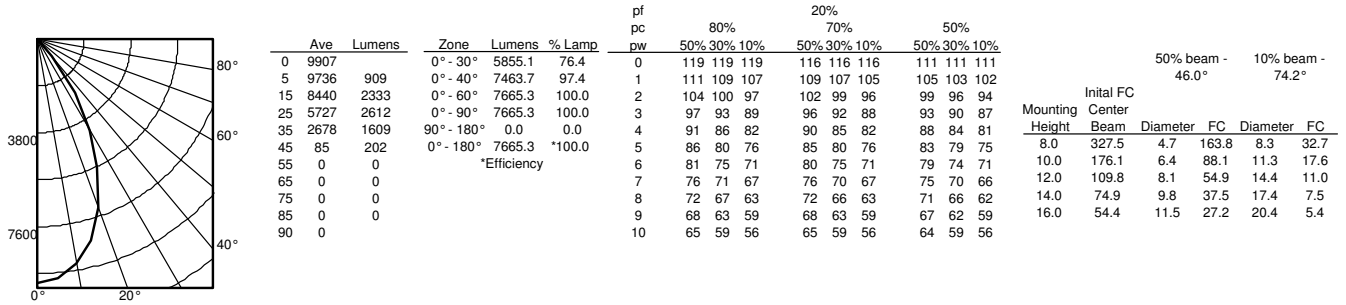 80°
60°
40°
3800
7600
0°
20°
Ave Lumens
0 9907
5 9736 909
15 8440 2333
25 5727 2612
35 2678 1609
45 85 202
55 0 0
65 0 0
75 0 0
85 0 0
90 0
Zone Lumens % Lamp
0° - 30° 5855.1 76.4
0° - 40° 7463.7 97.4
0° - 60° 7665.3 100.0
0° - 90° 7665.3 100.0
90° - 180° 0.0 0.0
0° - 180° 7665.3 *100.0
*Efficiency
pf 20%
pc 80% 70% 50%
pw 50% 30% 10% 50% 30% 10% 50% 30% 10%
0 119 119 119 116 116 116 111 111 111
1 111 109 107 109 107 105 105 103 102
2 104 100 97 102 99 96 99 96 94
3 97 93 89 96 92 88 93 90 87
4 91 86 82 90 85 82 88 84 81
5 86 80 76 85 80 76 83 79 75
6 81 75 71 80 75 71 79 74 71
7 76 71 67 76 70 67 75 70 66
8 72 67 63 72 66 63 71 66 62
9 68 63 59 68 63 59 67 62 59
10 65 59 56 65 59 56 64 59 56
50% beam - 10% beam -
46.0° 74.2°
Inital FC
Mounting Center
Height Beam Diameter FC Diameter FC
8.0 327.5 4.7 163.8 8.3 32.7
10.0 176.1 6.4 88.1 11.3 17.6
12.0 109.8 8.1 54.9 14.4 11.0
14.0 74.9 9.8 37.5 17.4 7.5
16.0 54.4 11.5 27.2 20.4 5.4